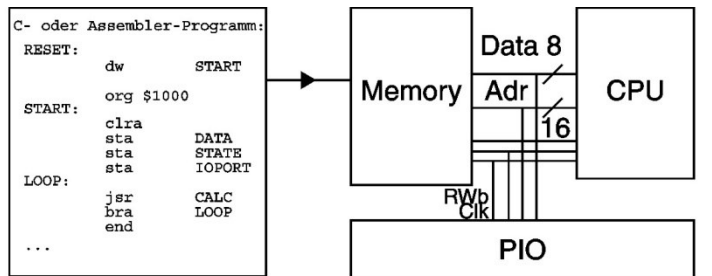 C- oder Assembler-Programm:
RESET:
dw START
org $1000
START:
clra
sta DATA
sta STATE
sta IOPORT
LOOP:
jsr CALC
bra LOOP
end
...
Memory
Data 8
Adr
16
CPU
RWb
Clk
PIO